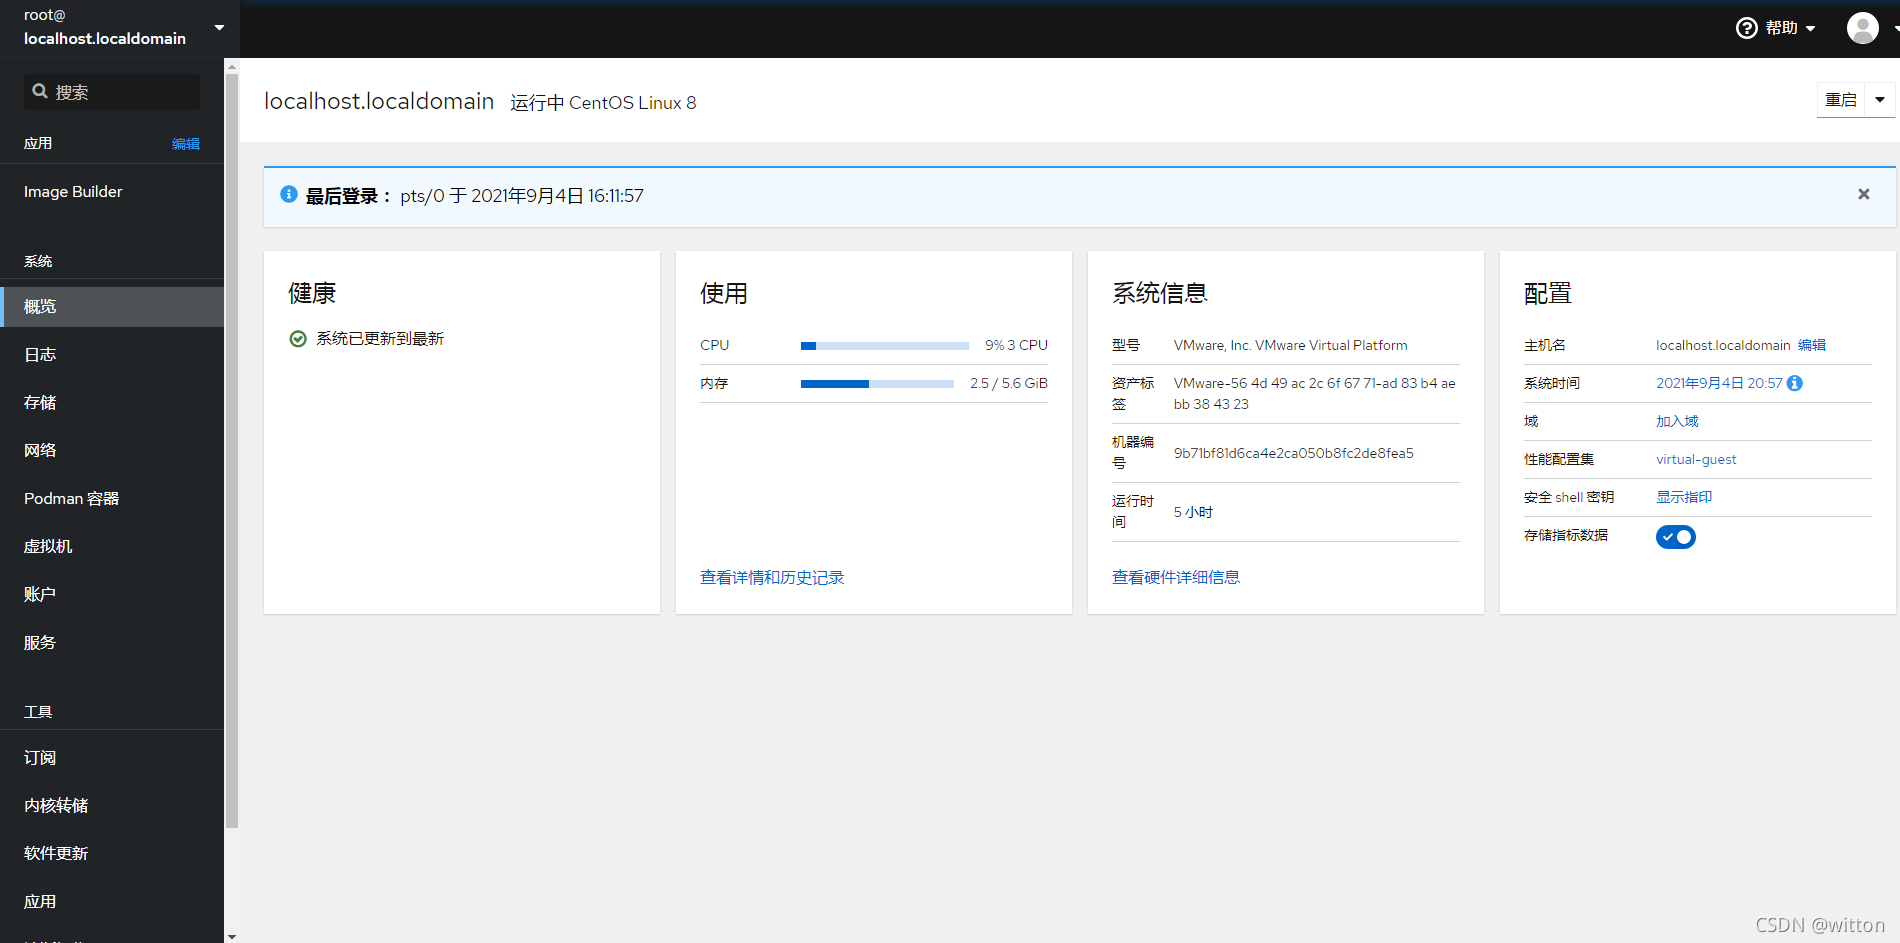 root@
localhost.localdomain
帮助
搜索
应用 编辑
Image Builder
系统
概览
日志
存储
网络
Podman 容器
虚拟机
账户
服务
工具
订阅
内核转储
软件更新
应用
localhost.localdomain 运行中 CentOS Linux 8
重启
最后登录： pts/0 于 2021年9月4日 16:11:57
健康
系统已更新到最新
使用
CPU 9% 3 CPU
内存 2.5 / 5.6 GiB
查看详情和历史记录
系统信息
型号 VMware, Inc. VMware Virtual Platform
资产标签 VMware-56 4d 49 ac 2c 6f 67 71-ad 83 b4 ae
bb 38 43 23
机器编号 9b71bf81d6ca4e2ca050b8fc2de8fea5
运行时间 5 小时
查看硬件详细信息
配置
主机名 localhost.localdomain 编辑
系统时间 2021年9月4日 20:57
域 加入域
性能配置集 virtual-guest
安全 shell 密钥 显示指印
存储指标数据
CSDN @witton